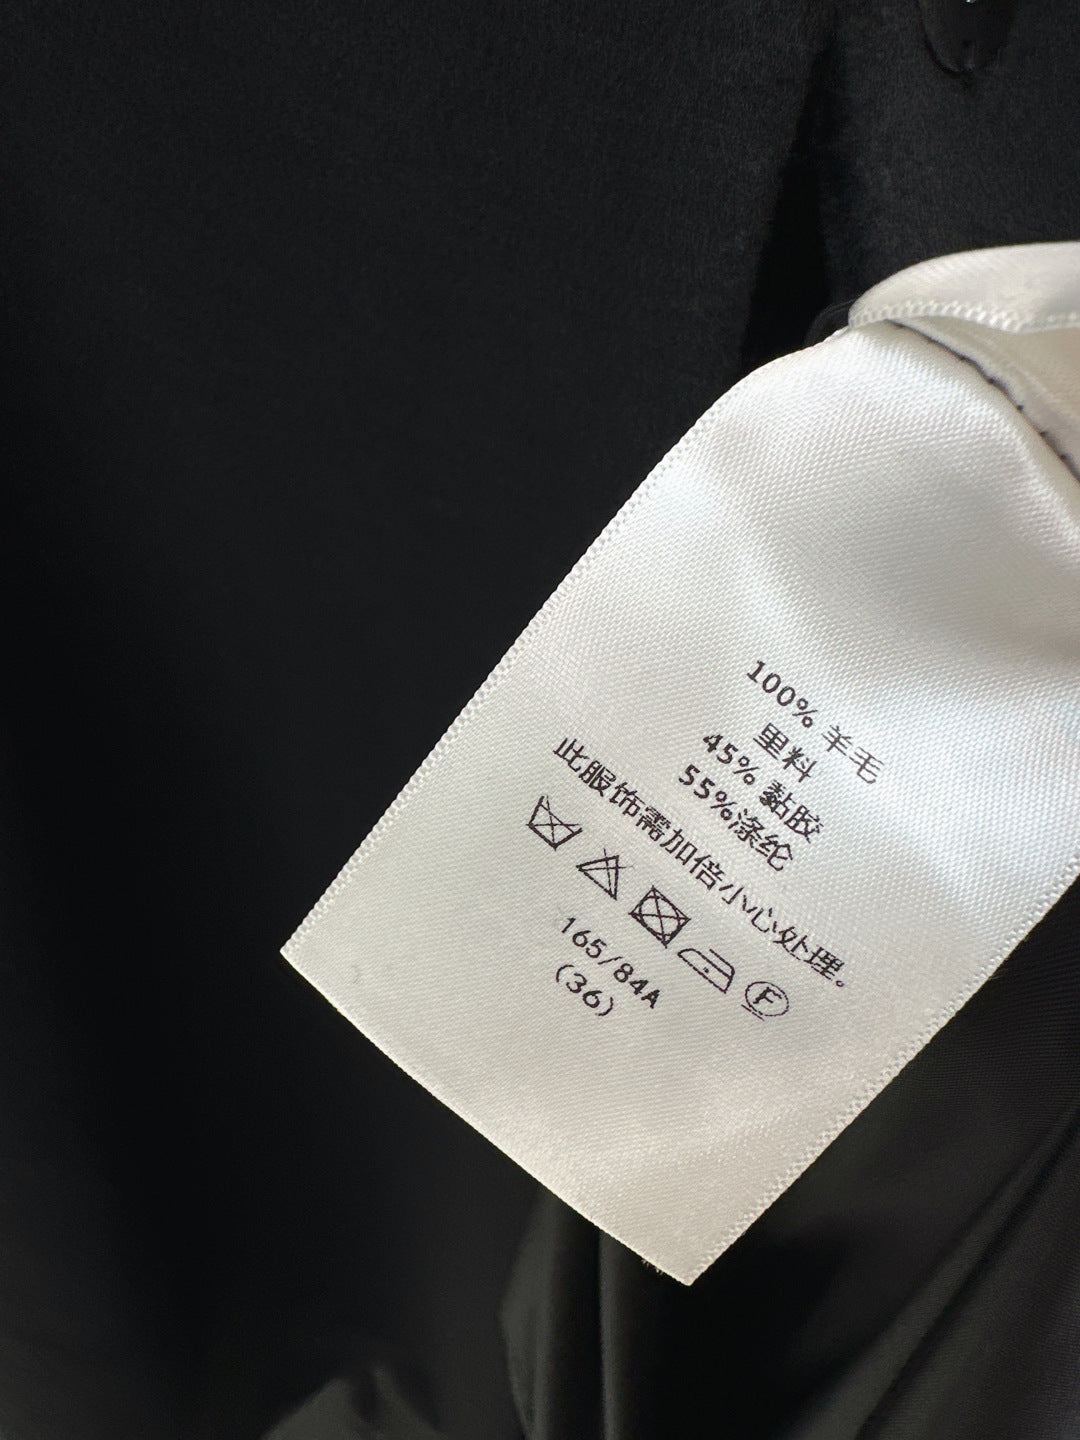 100% 羊毛
里料
45% 黏胶
55%涤纶
此服饰需加倍小心处理。
F
165/84A
(36)